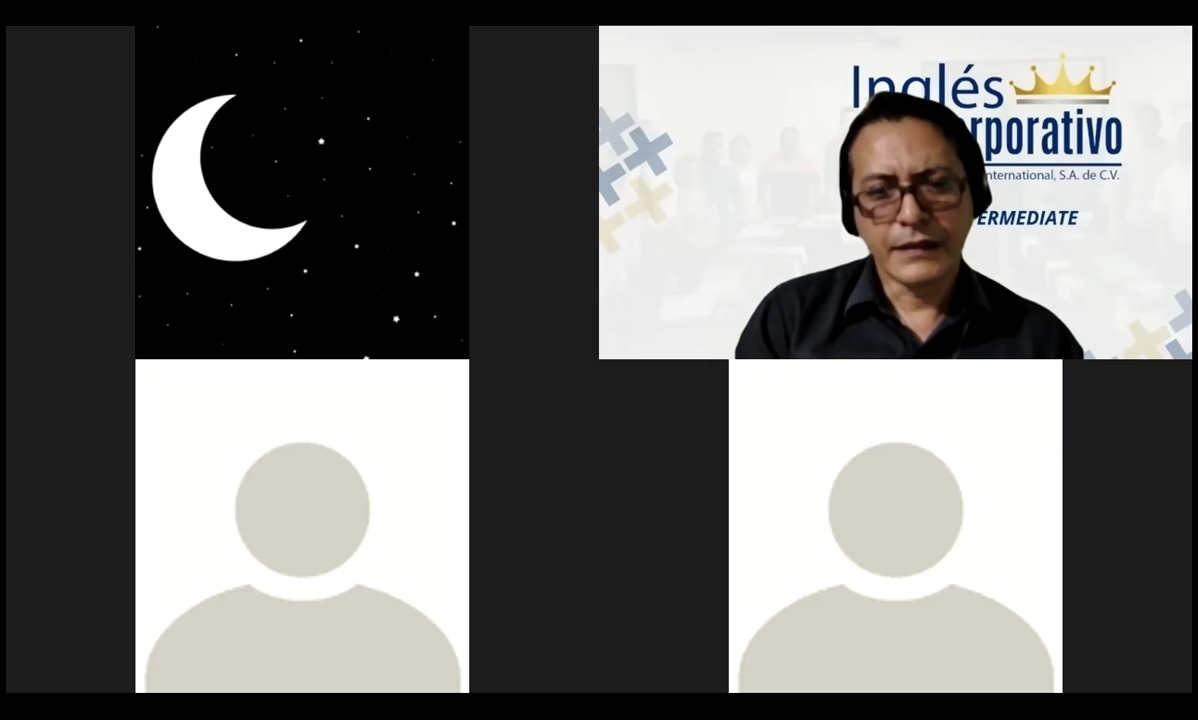 Inglés
rporativo
nternational, S.A. de C.V.
ERMEDIATE